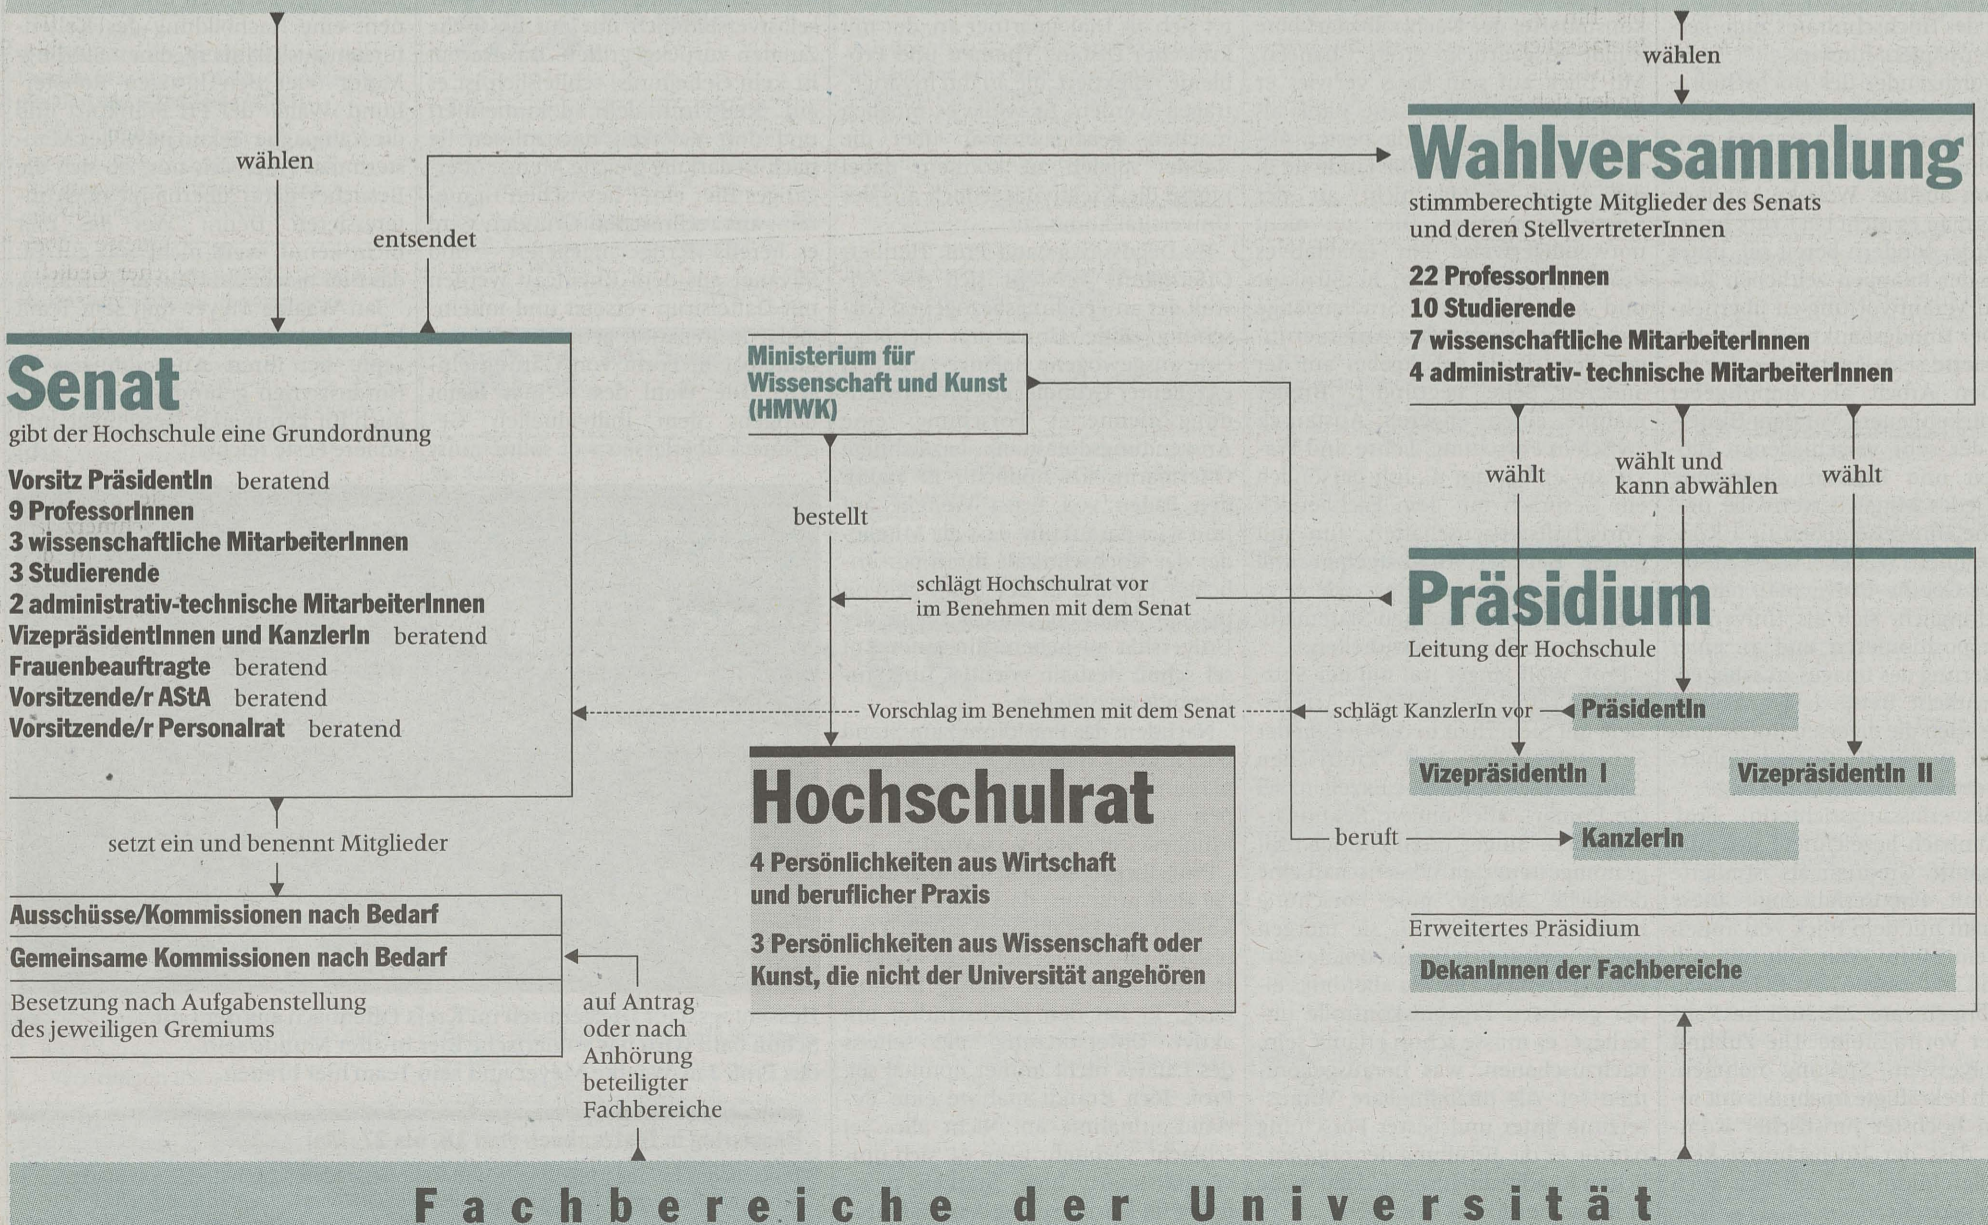 wählen
wählen
entsendet
Wahlversammlung
stimmberechtigte Mitglieder des Senats
und deren StellvertreterInnen
22 ProfessorInnen
10 Studierende
7 wissenschaftliche MitarbeiterInnen
4 administrativ- technische MitarbeiterInnen
Senat
gibt der Hochschule eine Grundordnung
Vorsitz PräsidentIn beratend
9 ProfessorInnen
3 wissenschaftliche MitarbeiterInnen
3 Studierende
2 administrativ-technische MitarbeiterInnen
VizepräsidentInnen und KanzlerIn beratend
Frauenbeauftragte beratend
Vorsitzende/r AStA beratend
Vorsitzende/r Personalrat beratend
Ministerium für
Wissenschaft und Kunst
(HMWK)
bestellt
wählt
wählt und
kann abwählen
wählt
schlägt Hochschulrat vor
im Benehmen mit dem Senat
Präsidium
Leitung der Hochschule
Vorschlag im Benehmen mit dem Senat
schlägt KanzlerIn vor
PräsidentIn
VizepräsidentIn I
VizepräsidentIn II
beruft
KanzlerIn
Erweitertes Präsidium
DekanInnen der Fachbereiche
Hochschulrat
4 Persönlichkeiten aus Wirtschaft
und beruflicher Praxis
3 Persönlichkeiten aus Wissenschaft oder
Kunst, die nicht der Universität angehören
setzt ein und benennt Mitglieder
Ausschüsse/Kommissionen nach Bedarf
Gemeinsame Kommissionen nach Bedarf
Besetzung nach Aufgabenstellung
des jeweiligen Gremiums
auf Antrag
oder nach
Anhörung
beteiligter
Fachbereiche
Fachbereiche der Universität